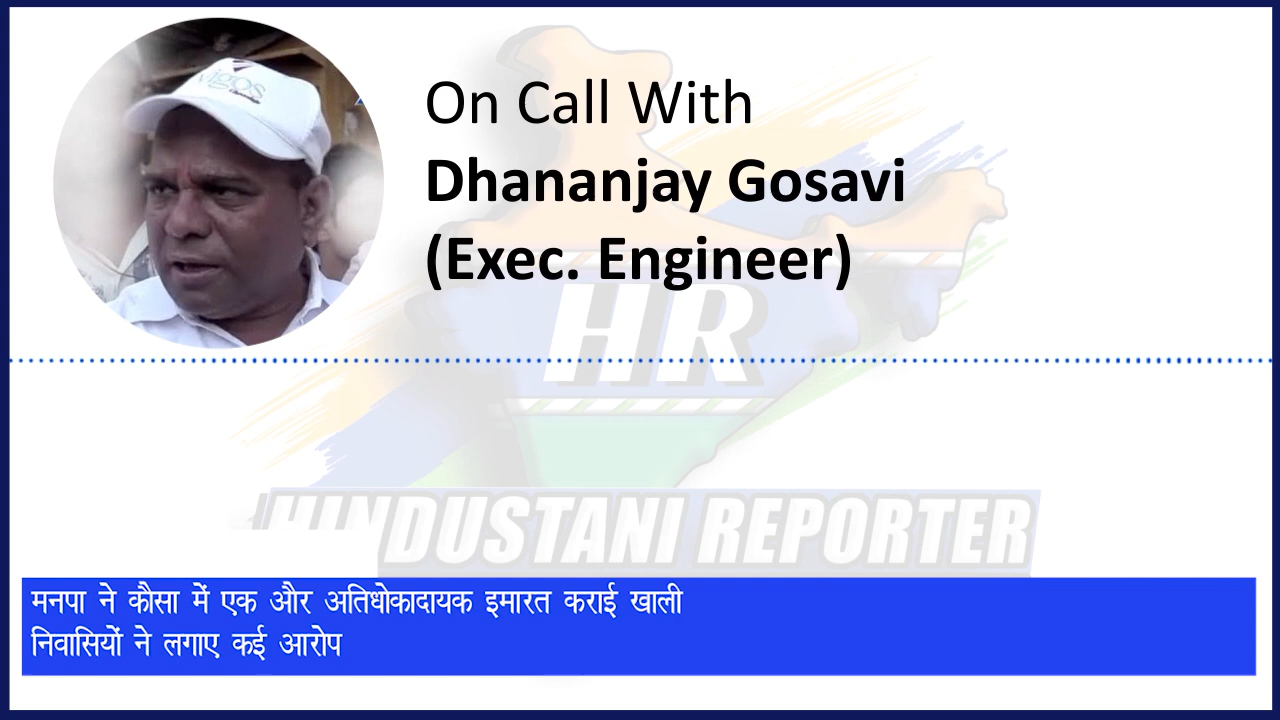 vigos
On Call With
Dhananjay Gosavi
(Exec. Engineer)
HR
HINDUSTANI REPORTER
मनपा ने कौसा में एक और अतिधोकादायक इमारत कराई खाली
निवासियों ने लगाए कई आरोप